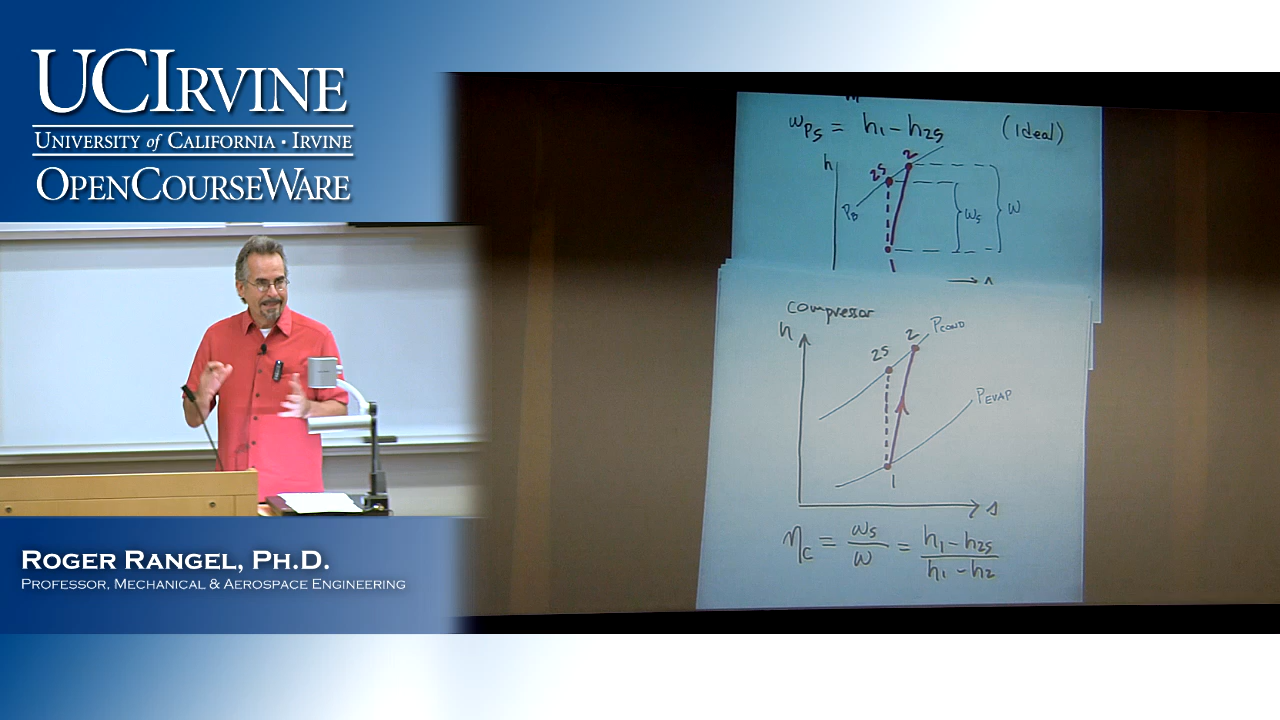 UCIRVINE
UNIVERSITY of CALIFORNIA · IRVINE
OPENCOURSEWARE
ROGER RANGEL, PH.D.
PROFESSOR, MECHANICAL & AEROSPACE ENGINEERING
wps = h1 - h2s (Ideal)
h
2s
2
PB
ws
w
1
→ s
compressor
h
2s
2
PCOND
PEVAP
1
s
ηc = ws/w = (h1 - h2s)/(h1 - h2)